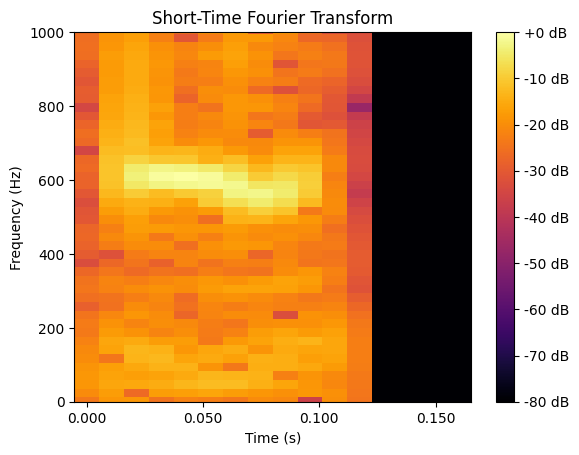 Short-Time Fourier Transform
1000
800
600
400
200
0
Frequency (Hz)
0.000
0.050
0.100
0.150
Time (s)
+0 dB
-10 dB
-20 dB
-30 dB
-40 dB
-50 dB
-60 dB
-70 dB
-80 dB